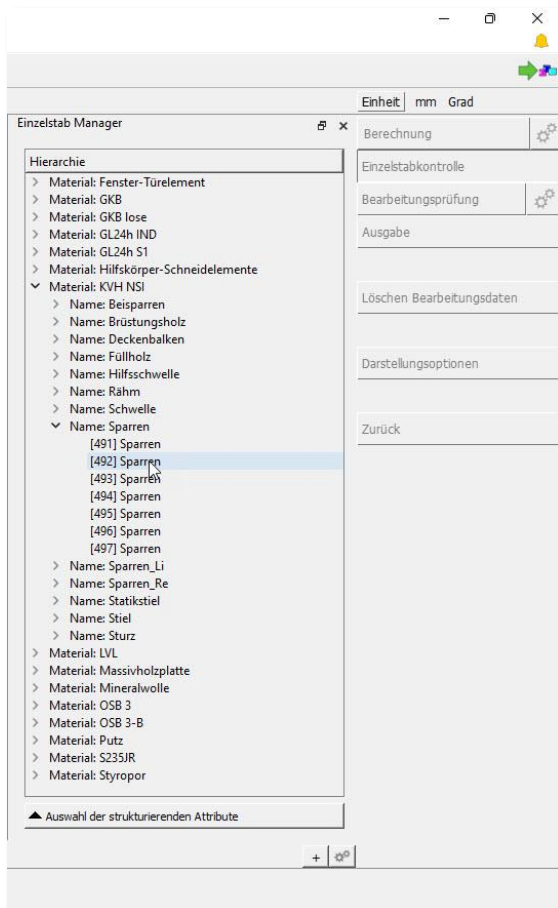 Einheit mm Grad
Einzelstab Manager
Berechnung
Hierarchie
Einzelstabkontrolle
Material: Fenster-Türelement
Material: GKB
Bearbeitungsprüfung
Material: GKB lose
Material: GL24h IND
Ausgabe
Material: GL24h S1
Material: Hilfskörper-Schneidelemente
Material: KVH NSI
Löschen Bearbeitungsdaten
Name: Beisparren
Name: Brüstungsholz
Name: Deckenbalken
Name: Füllholz
Darstellungsoptionen
Name: Hilfsschwelle
Name: Rähm
Name: Schwelle
Name: Sparren
Zurück
[491] Sparren
[492] Sparren
[493] Sparren
[494] Sparren
[495] Sparren
[496] Sparren
[497] Sparren
Name: Sparren_Li
Name: Sparren_Re
Name: Statikstiel
Name: Stiel
Name: Sturz
Material: LVL
Material: Massivholzplatte
Material: Mineralwolle
Material: OSB 3
Material: OSB 3-B
Material: Putz
Material: S235JR
Material: Styropor
Auswahl der strukturierenden Attribute
+